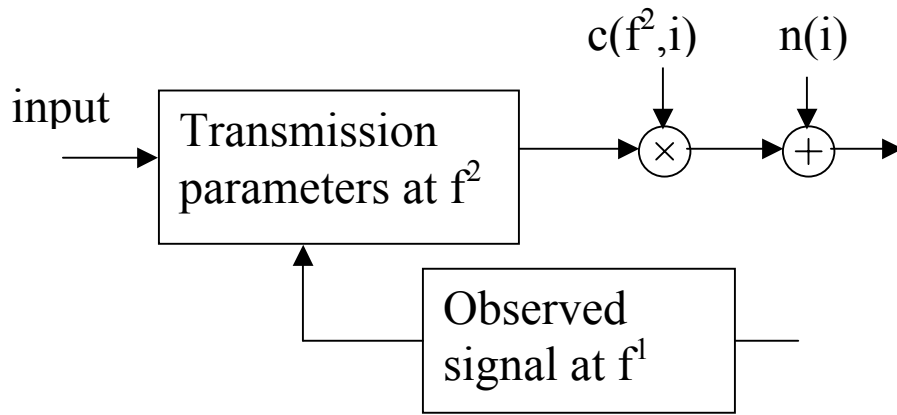 c(f²,i) n(i)
input
Transmission
parameters at f²
×
+
Observed
signal at f¹